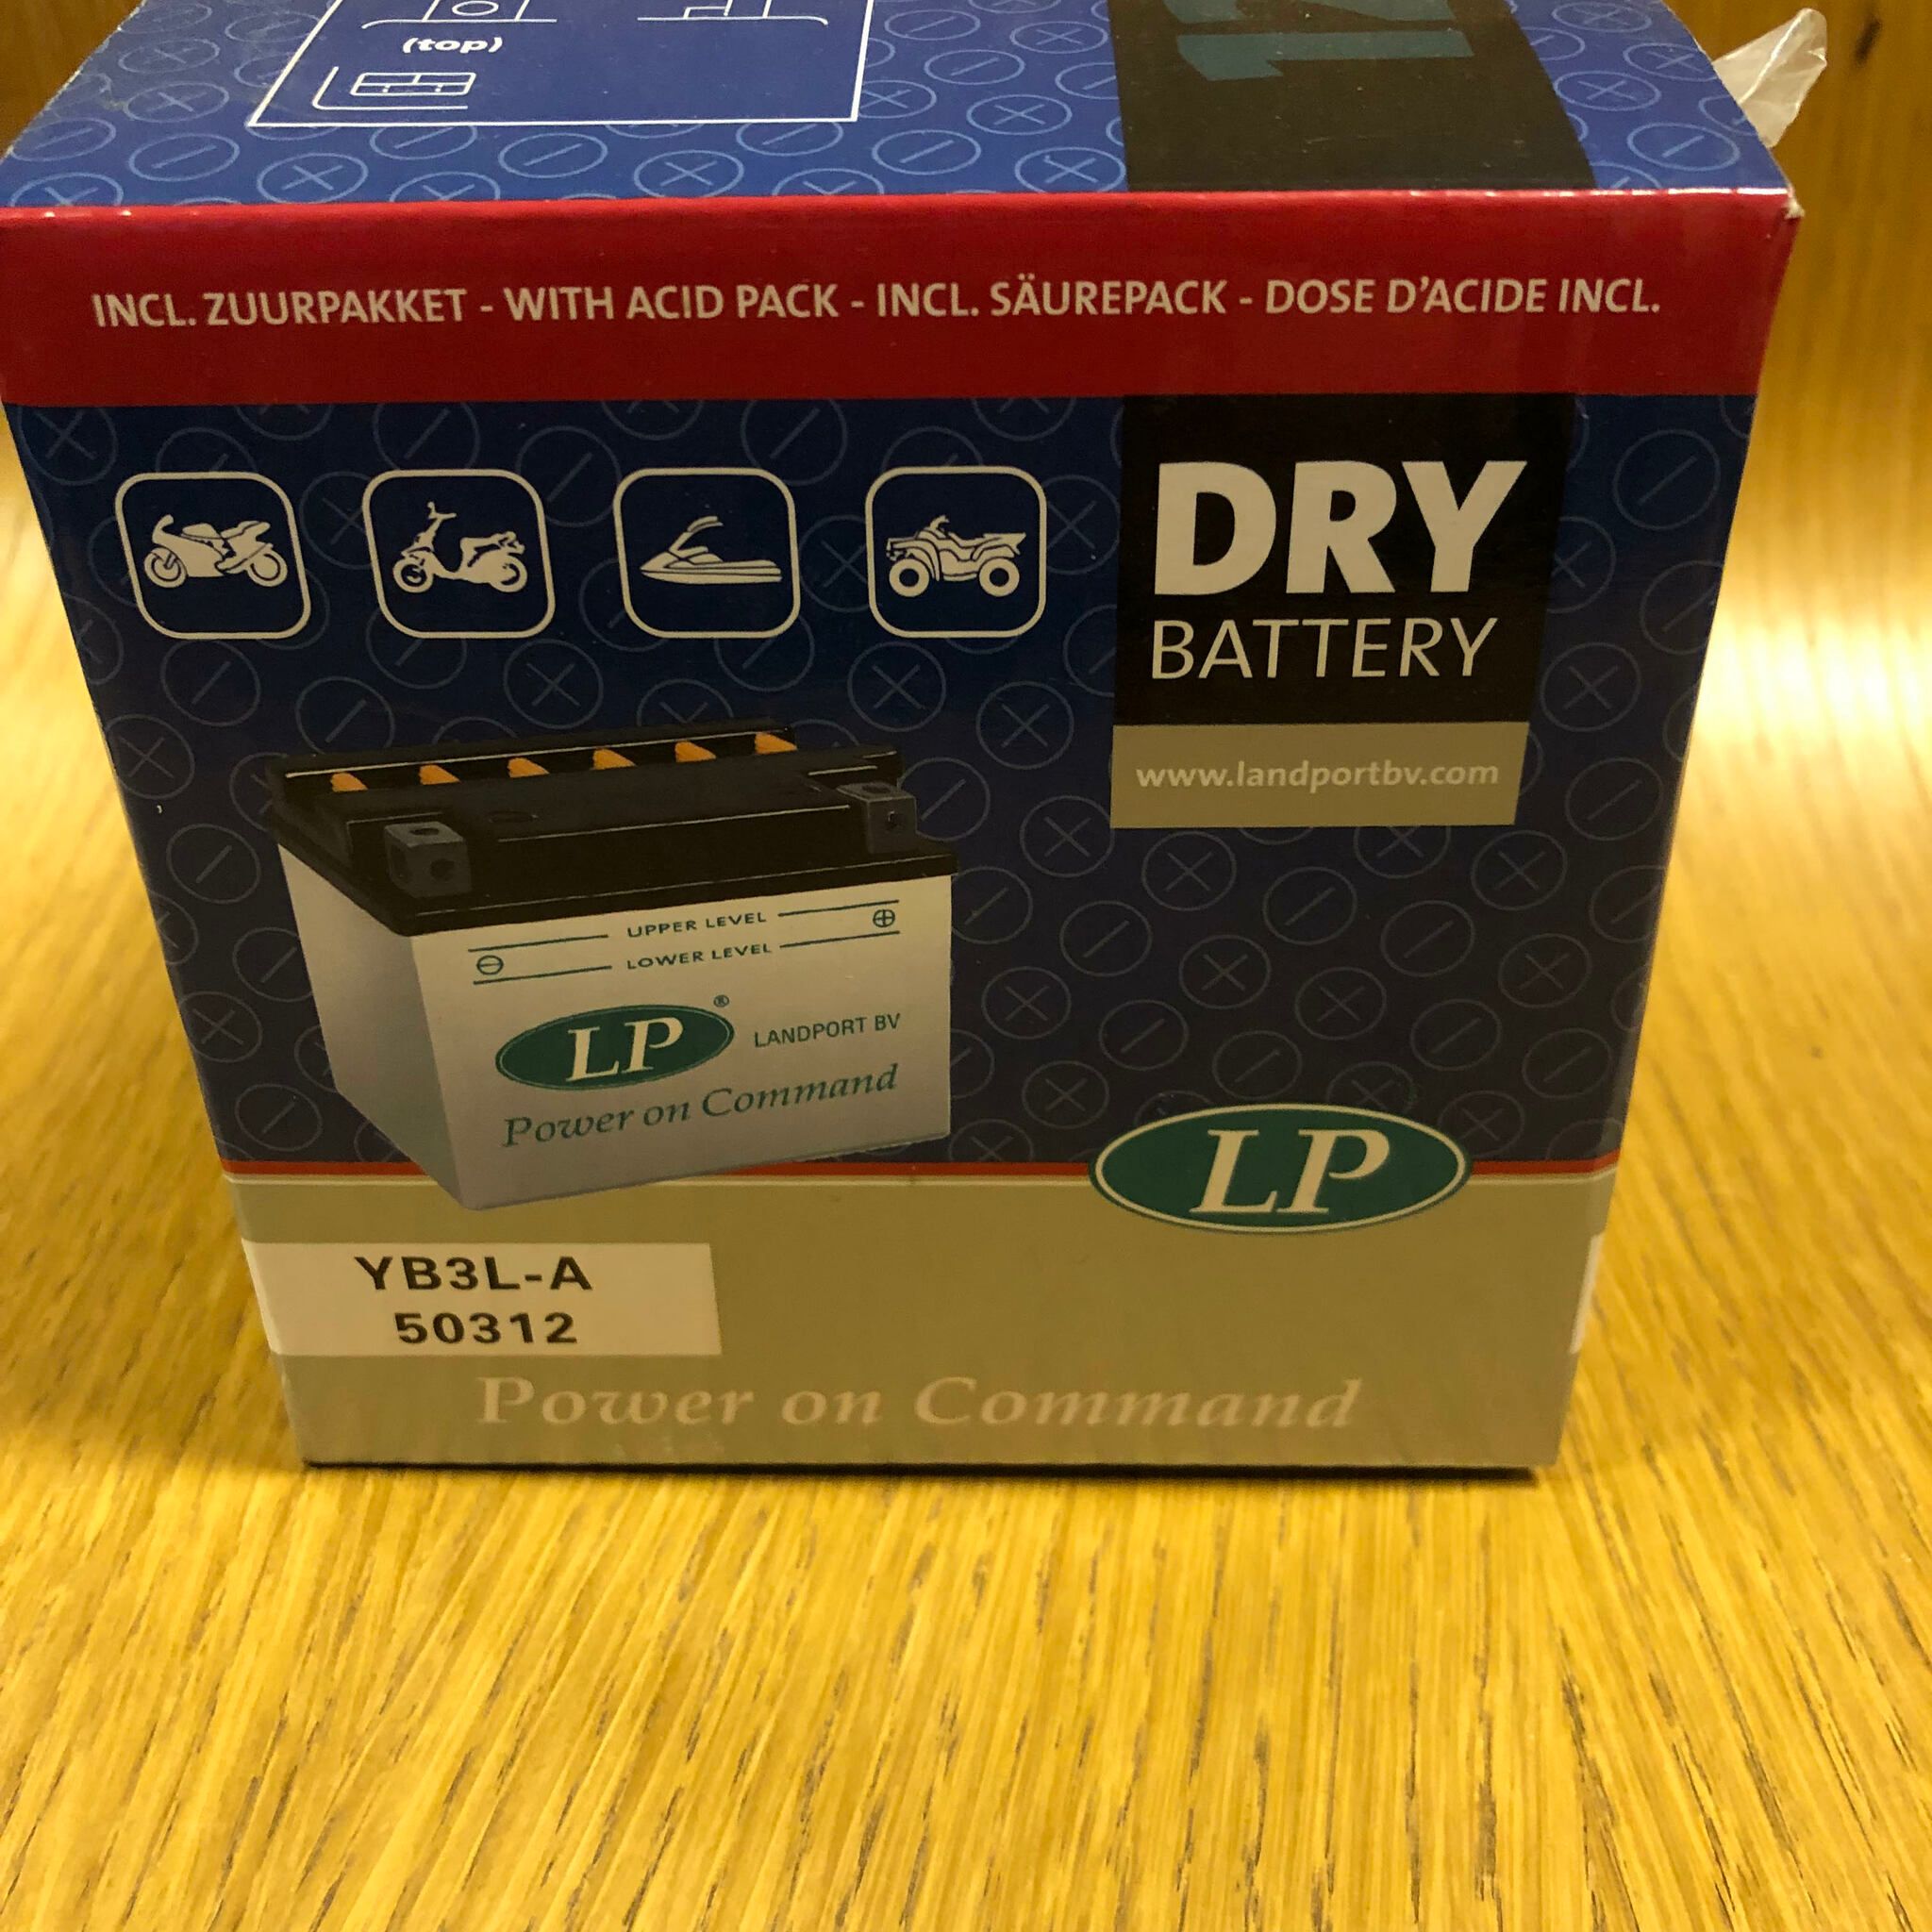 (top)
12
INCL. ZUURPAKKET - WITH ACID PACK - INCL. SÄUREPACK - DOSE D'ACIDE INCL.
DRY
BATTERY
www.landportbv.com
UPPER LEVEL
LOWER LEVEL
LP® LANDPORT BV
Power on Command
LP
YB3L-A
50312
Power on Command